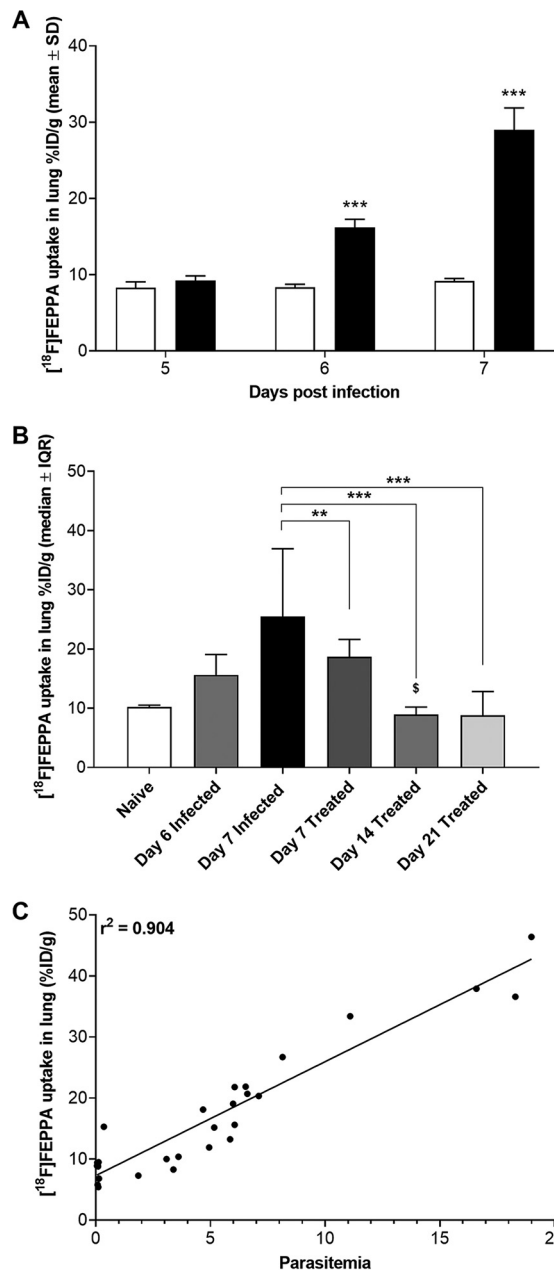 A
[¹⁸F]FEPPA uptake in lung %ID/g (mean ± SD)
40
30
20
10
0
***
***
5
6
7
Days post infection
B
[¹⁸F]FEPPA uptake in lung %ID/g (median ± IQR)
50
40
30
20
10
0
***
***
**
$
Naive
Day 6 Infected
Day 7 Infected
Day 7 Treated
Day 14 Treated
Day 21 Treated
C
[¹⁸F]FEPPA uptake in lung (%ID/g)
r² = 0.904
50
40
30
20
10
0
0
5
10
15
Parasitemia